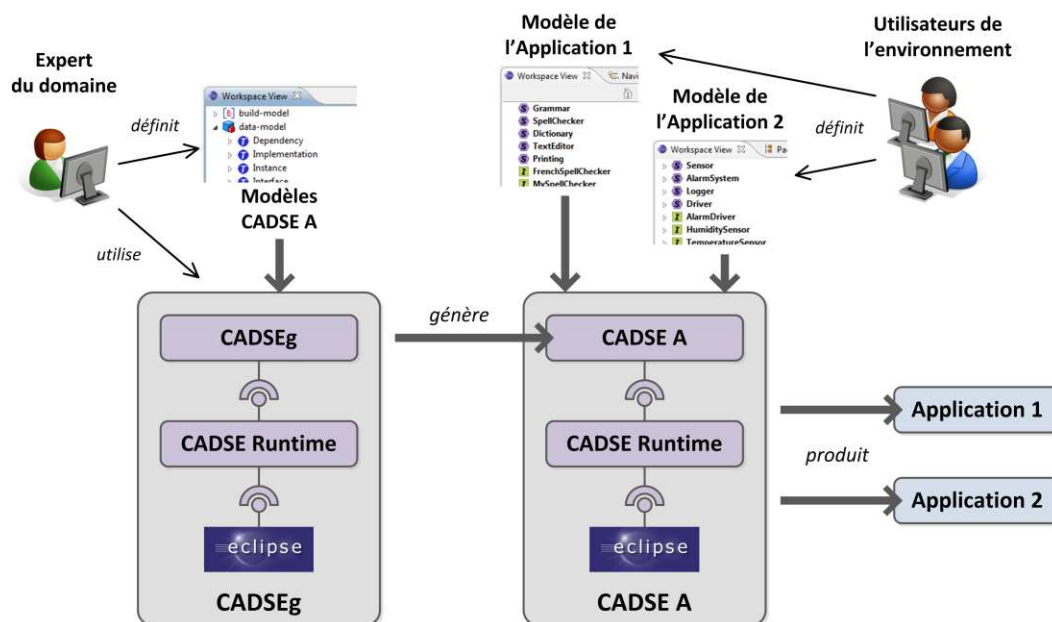 Expert
du domaine
définit
utilise
Workspace View
build-model
data-model
Dependency
Implementation
Instance
Interface
Modèles
CADSE A
Modèle de
l'Application 1
Workspace View
Navi
Grammar
SpellChecker
Dictionary
TextEditor
Printing
FrenchSpellChecker
MySpellChecker
Modèle de
l'Application 2
Workspace View
Pac
Sensor
AlarmSystem
Logger
Driver
AlarmDriver
HumiditySensor
TemperatureSensor
Utilisateurs de
l'environnement
définit
CADSEg
CADSE Runtime
eclipse
CADSEg
génère
CADSE A
CADSE Runtime
eclipse
CADSE A
Application 1
produit
Application 2